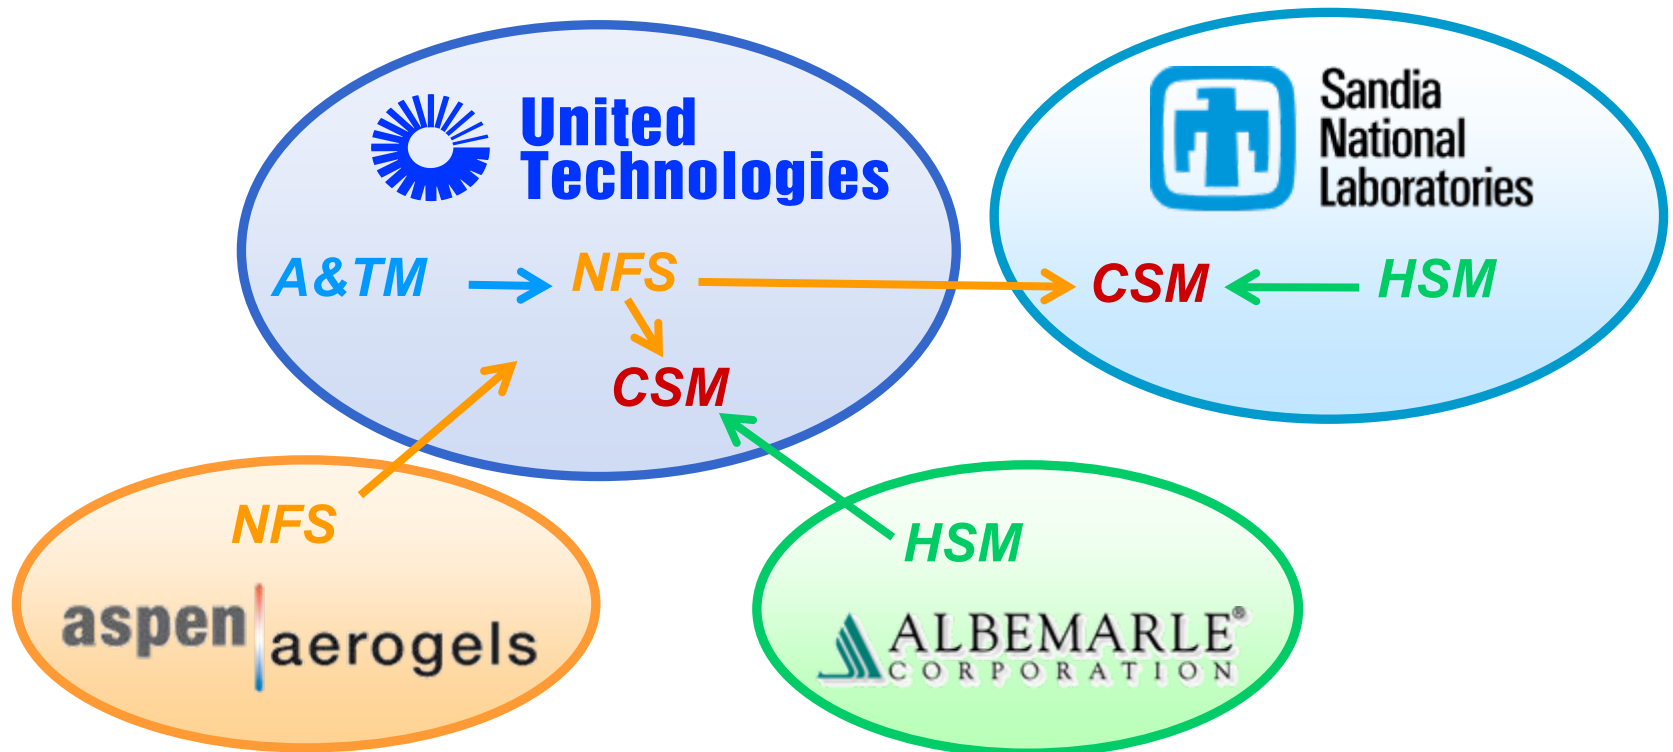 United
Technologies
Sandia
National
Laboratories
A&TM
NFS
CSM
HSM
CSM
NFS
HSM
aspen aerogels
ALBEMARLE®
CORPORATION